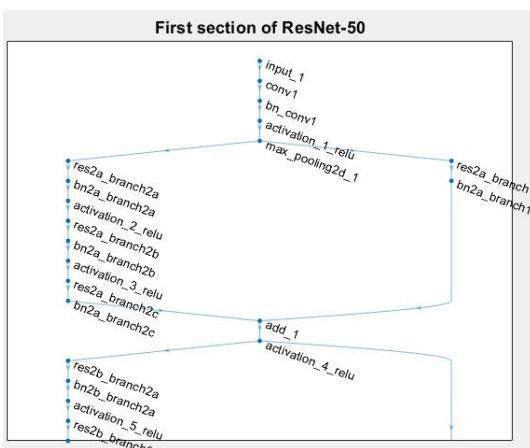 First section of ResNet-50
input_1
conv1
bn_conv1
activation_1_relu
max_pooling2d_1
res2a_branch2a
bn2a_branch2a
activation_2_relu
res2a_branch2b
bn2a_branch2b
activation_3_relu
res2a_branch2c
bn2a_branch2c
res2a_branch
bn2a_branch1
add_1
activation_4_relu
res2b_branch2a
bn2b_branch2a
activation_5_relu